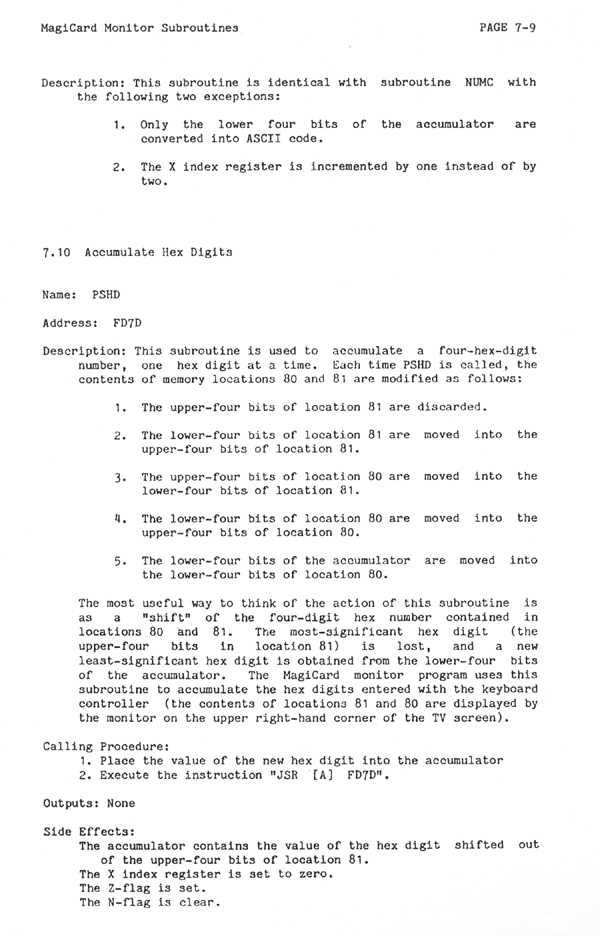 MagiCard Monitor Subroutines PAGE 7-9
Description: This subroutine is identical with subroutine NUMC with
the following two exceptions:
1. Only the lower four bits of the accumulator are
converted into ASCII code.
2. The X index register is incremented by one instead of by
two.
7.10 Accumulate Hex Digits
Name: PSHD
Address: FD7D
Description: This subroutine is used to accumulate a four-hex-digit
number, one hex digit at a time. Each time PSHD is called, the
contents of memory locations 80 and 81 are modified as follows:
1. The upper-four bits of location 81 are discarded.
2. The lower-four bits of location 81 are moved into the
upper-four bits of location 81.
3. The upper-four bits of location 80 are moved into the
lower-four bits of location 81.
4. The lower-four bits of location 80 are moved into the
upper-four bits of location 80.
5. The lower-four bits of the accumulator are moved into
the lower-four bits of location 80.
The most useful way to think of the action of this subroutine is
as a "shift" of the four-digit hex number contained in
locations 80 and 81. The most-significant hex digit (the
upper-four bits in location 81) is lost, and a new
least-significant hex digit is obtained from the lower-four bits
of the accumulator. The MagiCard monitor program uses this
subroutine to accumulate the hex digits entered with the keyboard
controller (the contents of locations 81 and 80 are displayed by
the monitor on the upper right-hand corner of the TV screen).
Calling Procedure:
1. Place the value of the new hex digit into the accumulator
2. Execute the instruction "JSR [A] FD7D".
Outputs: None
Side Effects:
The accumulator contains the value of the hex digit shifted out
of the upper-four bits of location 81.
The X index register is set to zero.
The Z-flag is set.
The N-flag is clear.